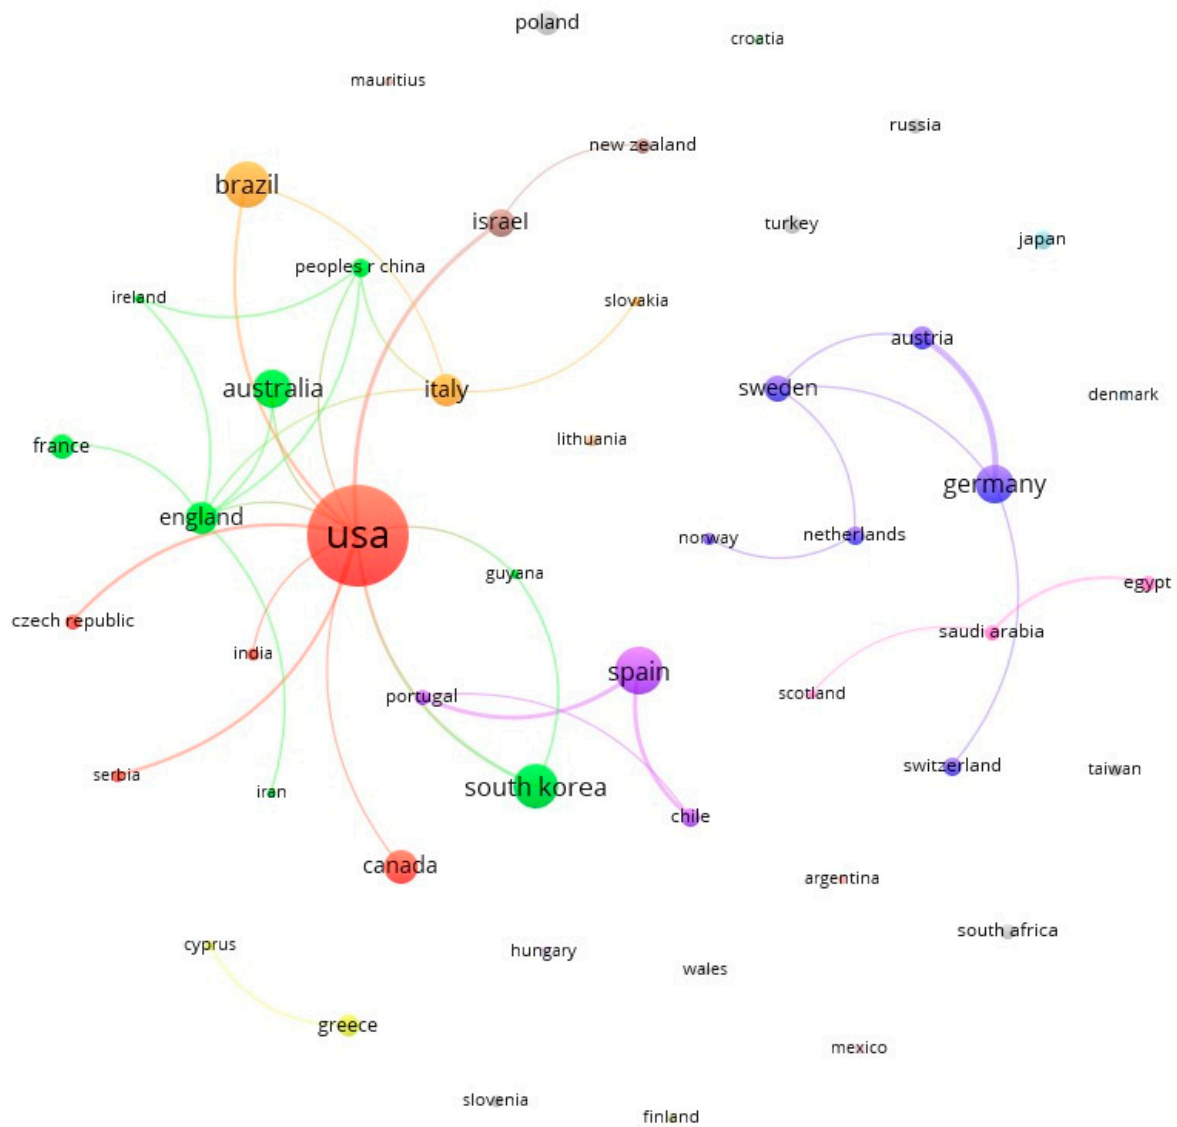 poland
croatia
mauritius
russia
new zealand
brazil
israel
turkey
japan
peoples r china
ireland
slovakia
austria
australia
italy
sweden
denmark
france
lithuania
germany
england
usa
norway
netherlands
guyana
egypt
czech republic
saudi arabia
india
spain
portugal
scotland
serbia
iran
south korea
switzerland
taiwan
chile
canada
argentina
south africa
cyprus
hungary
wales
greece
mexico
slovenia
finland